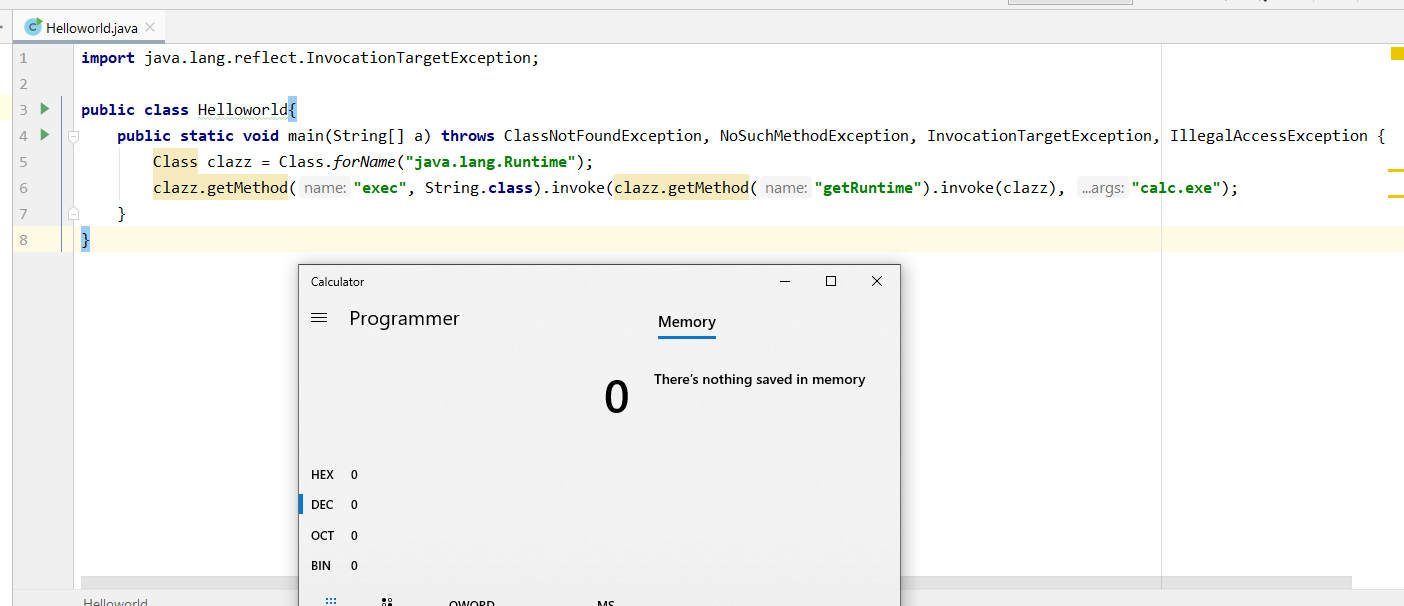 Helloworld.java
1 import java.lang.reflect.InvocationTargetException;
2
3 public class Helloworld{
4 public static void main(String[] a) throws ClassNotFoundException, NoSuchMethodException, InvocationTargetException, IllegalAccessException {
5 Class clazz = Class.forName("java.lang.Runtime");
6 clazz.getMethod( name: "exec", String.class).invoke(clazz.getMethod( name: "getRuntime").invoke(clazz), ...args: "calc.exe");
7 }
8 }
Calculator
Programmer
Memory
There's nothing saved in memory
0
HEX 0
DEC 0
OCT 0
BIN 0
QWORD MS
Helloworld